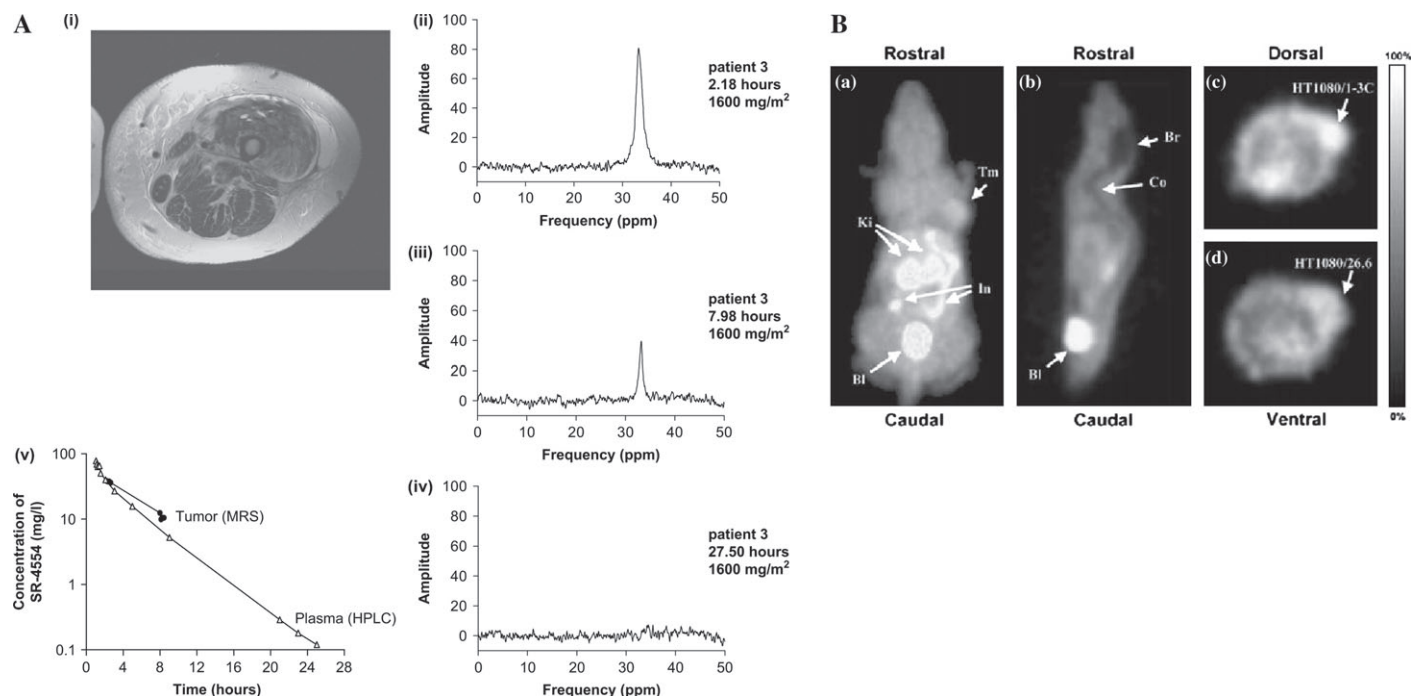 A
(i)
(ii)
100
80
60
40
20
0
Amplitude
0 10 20 30 40 50
Frequency (ppm)
patient 3
2.18 hours
1600 mg/m²
(iii)
100
80
60
40
20
0
Amplitude
0 10 20 30 40 50
Frequency (ppm)
patient 3
7.98 hours
1600 mg/m²
(v)
100
10
1
0.1
Concentration of
SR-4554 (mg/l)
Tumor (MRS)
Plasma (HPLC)
0 4 8 12 16 20 24 28
Time (hours)
(iv)
100
80
60
40
20
0
Amplitude
0 10 20 30 40 50
Frequency (ppm)
patient 3
27.50 hours
1600 mg/m²
B
Rostral
(a)
Tm
Ki
In
Bl
Caudal
Rostral
(b)
Br
Co
Bl
Caudal
Dorsal
(c)
HT1080/1-3C
(d)
HT1080/26.6
Ventral
100%
0%